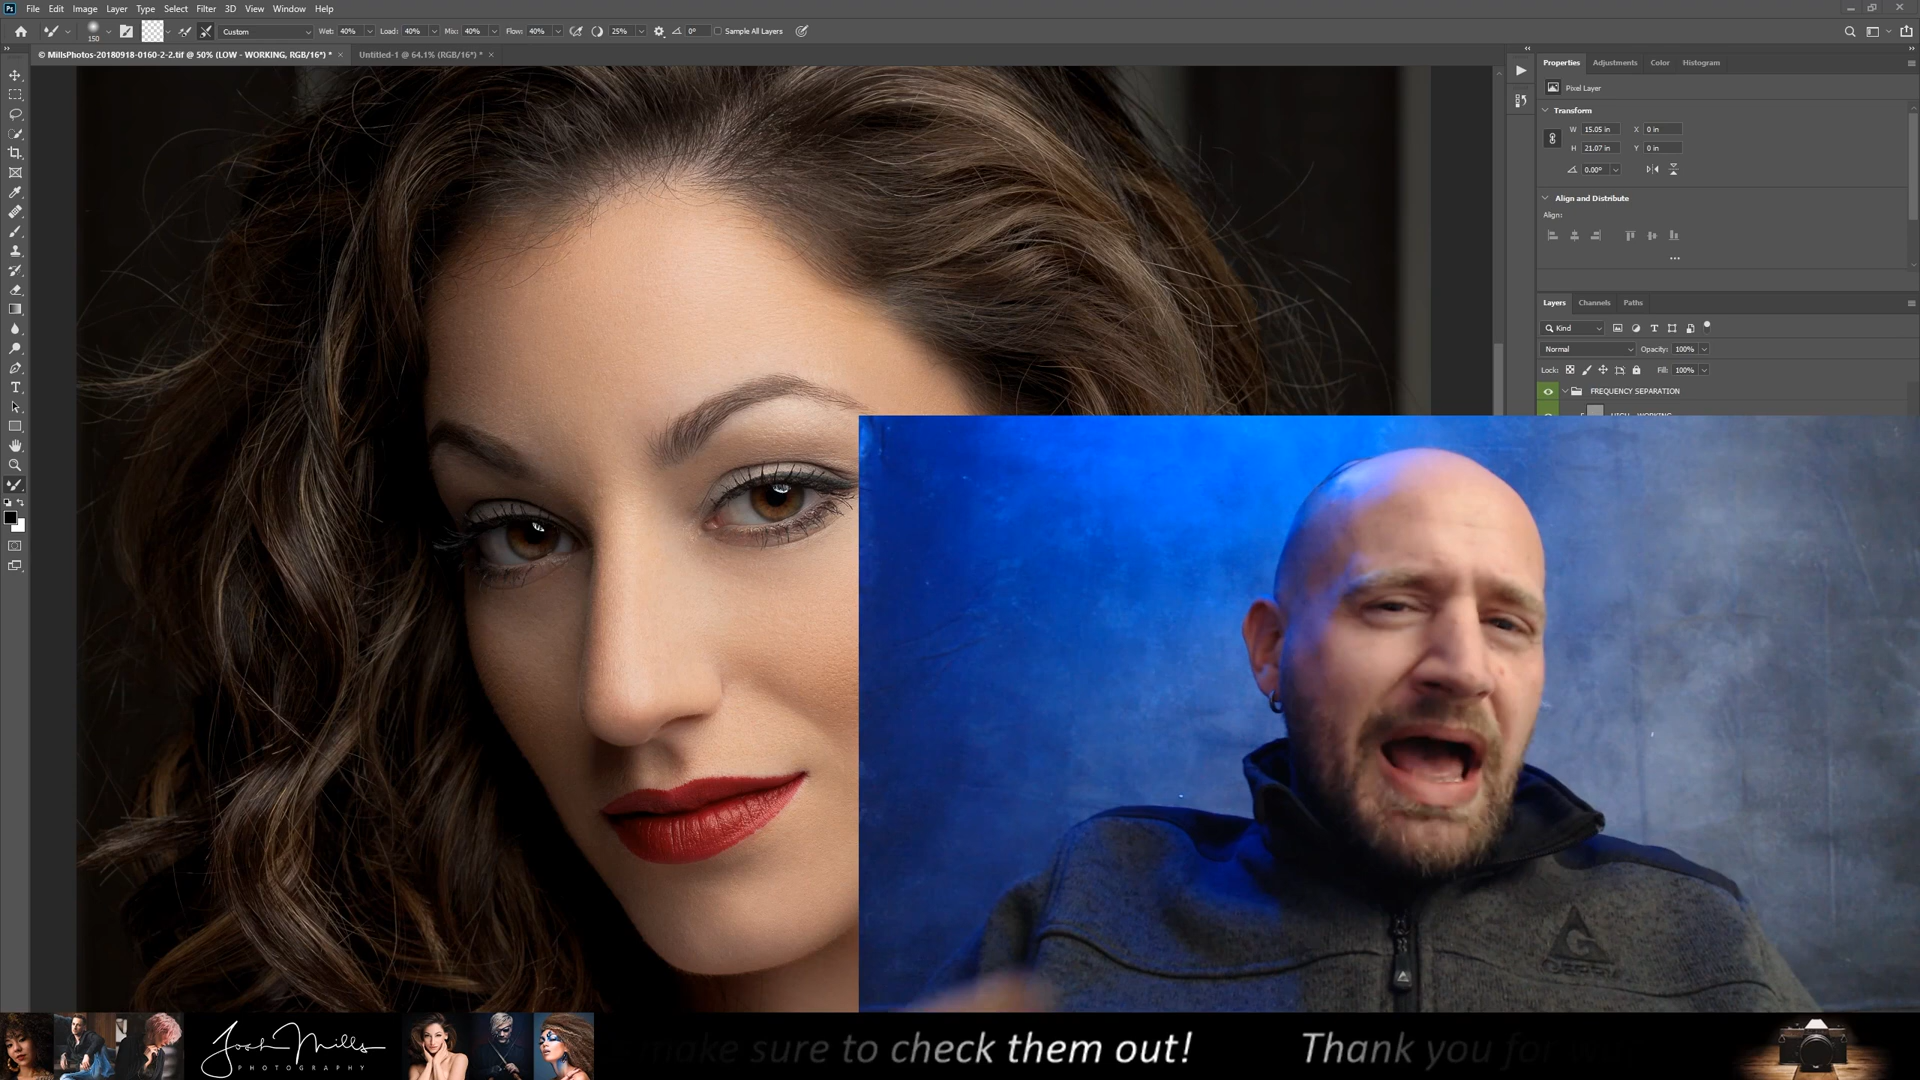 Ps File Edit Image Layer Type Select Filter 3D View Window Help
150 Custom Wet: 40% Load: 40% Mix: 40% Flow: 40% 25% 0° Sample All Layers
© MillsPhotos-20180918-0160-2-2.tif @ 50% (LOW - WORKING, RGB/16*) * × Untitled-1 @ 64.1% (RGB/16*) * ×
Properties Adjustments Color Histogram
Pixel Layer
Transform
W 15.05 in X 0 in
H 21.07 in Y 0 in
0.00°
Align and Distribute
Align:
Layers Channels Paths
Kind
Normal Opacity: 100%
Lock: Fill: 100%
FREQUENCY SEPARATION
HIGH - WORKING
Josh Mills
PHOTOGRAPHY
make sure to check them out! Thank you for